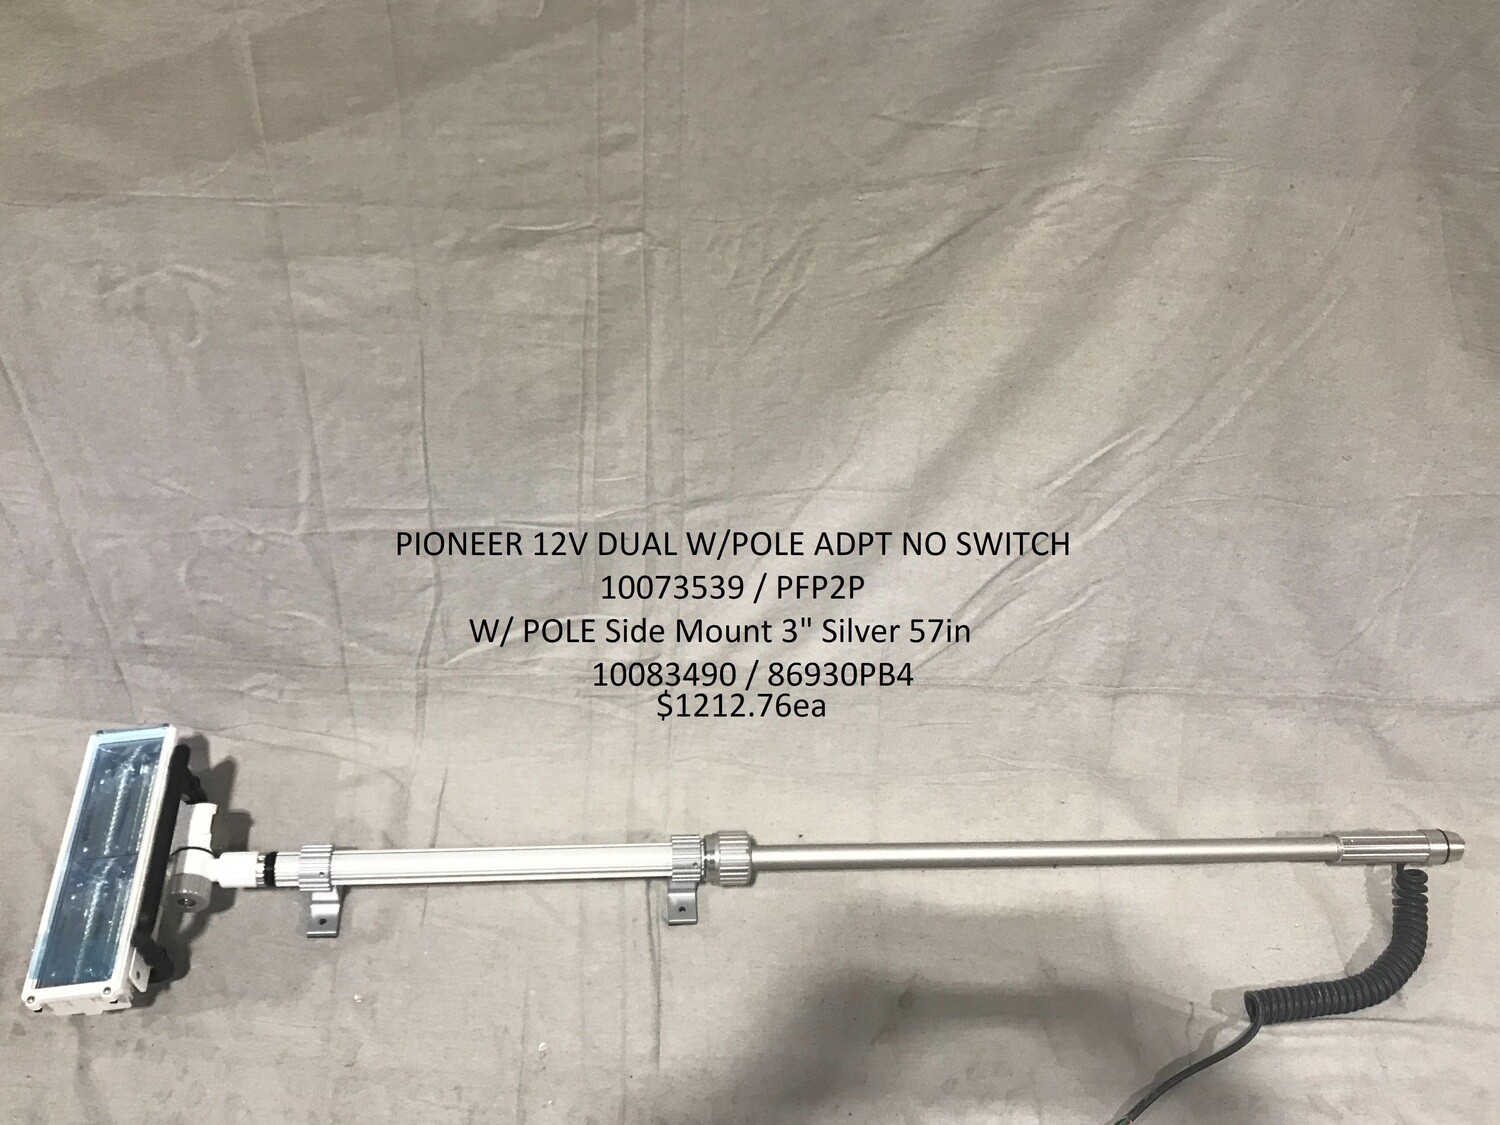 PIONEER 12V DUAL W/POLE ADPT NO SWITCH
10073539 / PFP2P
W/ POLE Side Mount 3" Silver 57in
10083490 / 86930PB4
$1212.76ea